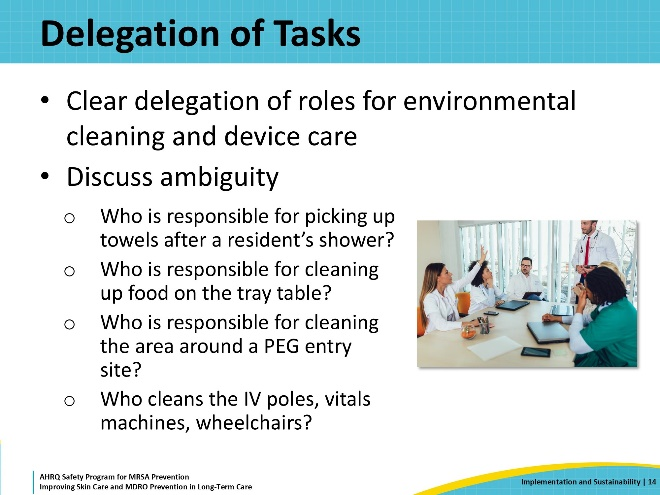 Delegation of Tasks
• Clear delegation of roles for environmental
cleaning and device care
• Discuss ambiguity
o Who is responsible for picking up
towels after a resident’s shower?
o Who is responsible for cleaning
up food on the tray table?
o Who is responsible for cleaning
the area around a PEG entry
site?
o Who cleans the IV poles, vitals
machines, wheelchairs?
AHRQ Safety Program for MRSA Prevention
Improving Skin Care and MDRO Prevention in Long-Term Care
Implementation and Sustainability | 14